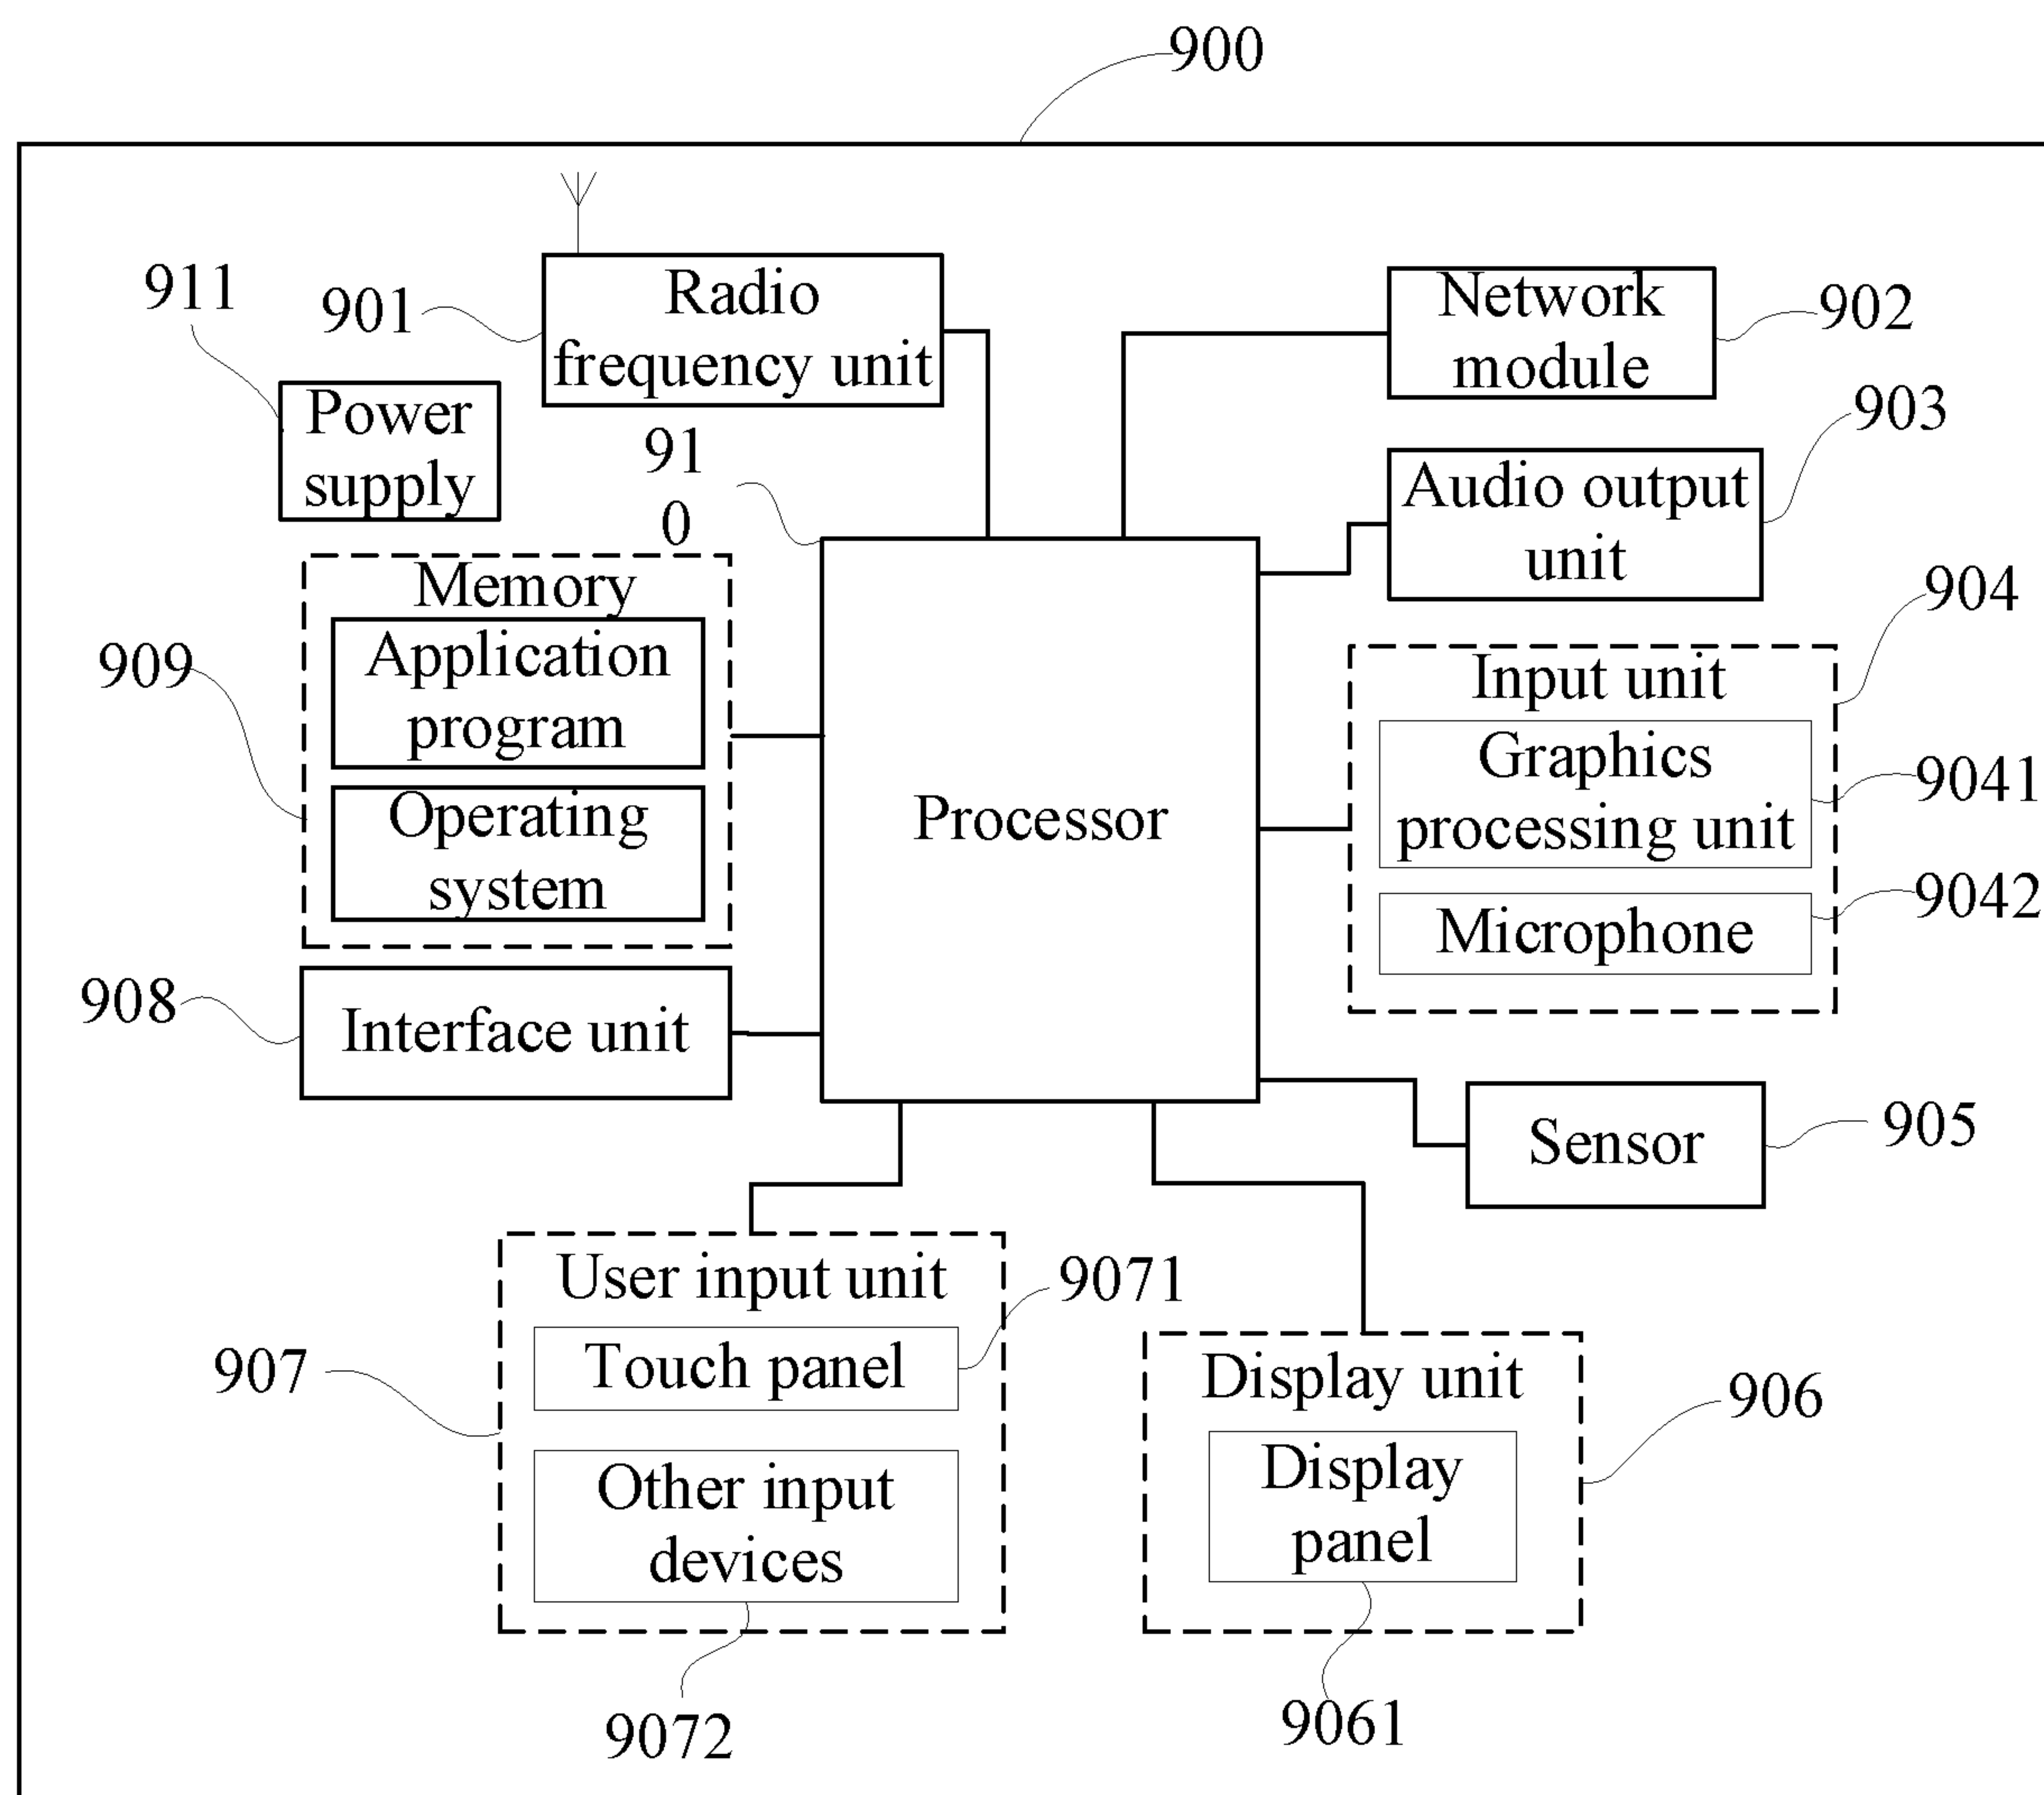 900
911
901
Radio
frequency unit
Network
module
902
Power
supply
91
0
903
Audio output
unit
Memory
Application
program
Operating
system
909
904
Input unit
Graphics
processing unit
9041
Microphone
9042
Processor
908
Interface unit
Sensor
905
User input unit
Touch panel
9071
907
Other input
devices
9072
Display unit
Display
panel
906
9061